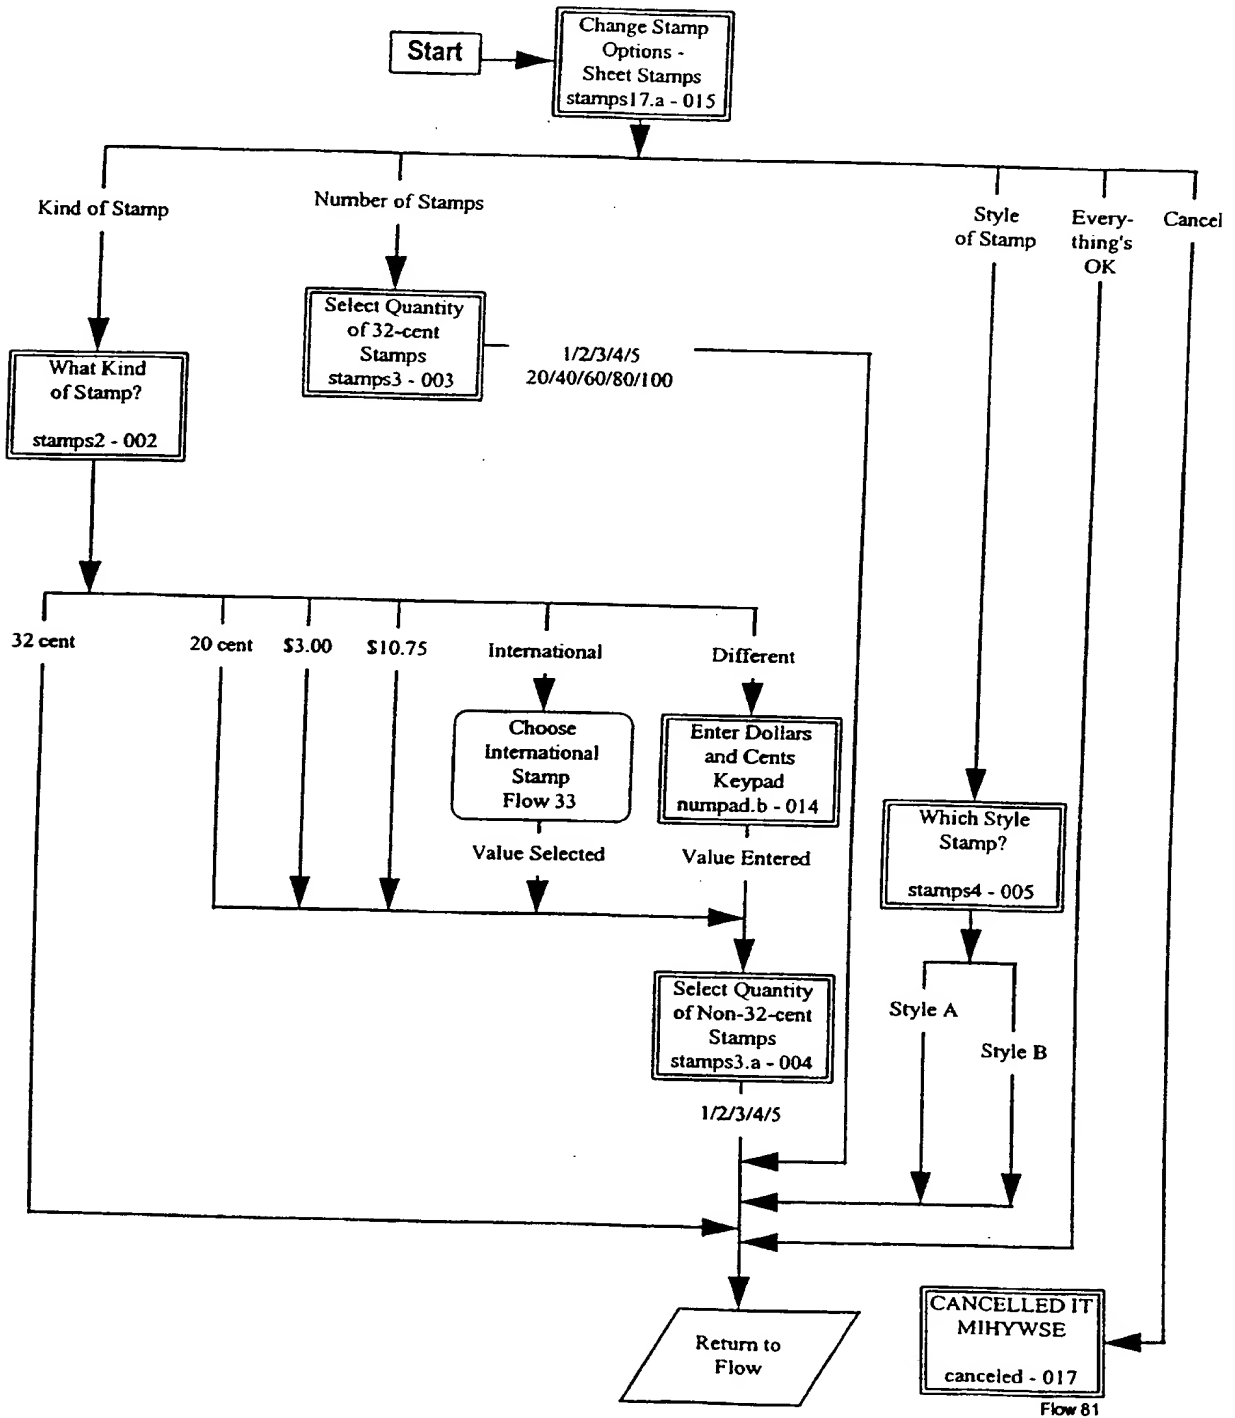 Start
Change Stamp
Options -
Sheet Stamps
stamps17.a - 015
Kind of Stamp
Number of Stamps
Style
of Stamp
Every-
thing's
OK
Cancel
Select Quantity
of 32-cent
Stamps
stamps3 - 003
1/2/3/4/5
20/40/60/80/100
What Kind
of Stamp?
stamps2 - 002
32 cent
20 cent
$3.00
$10.75
International
Different
Choose
International
Stamp
Flow 33
Enter Dollars
and Cents
Keypad
numpad.b - 014
Value Selected
Value Entered
Which Style
Stamp?
stamps4 - 005
Select Quantity
of Non-32-cent
Stamps
stamps3.a - 004
1/2/3/4/5
Style A
Style B
Return to
Flow
CANCELLED IT
MIHYWSE
canceled - 017
Flow 81